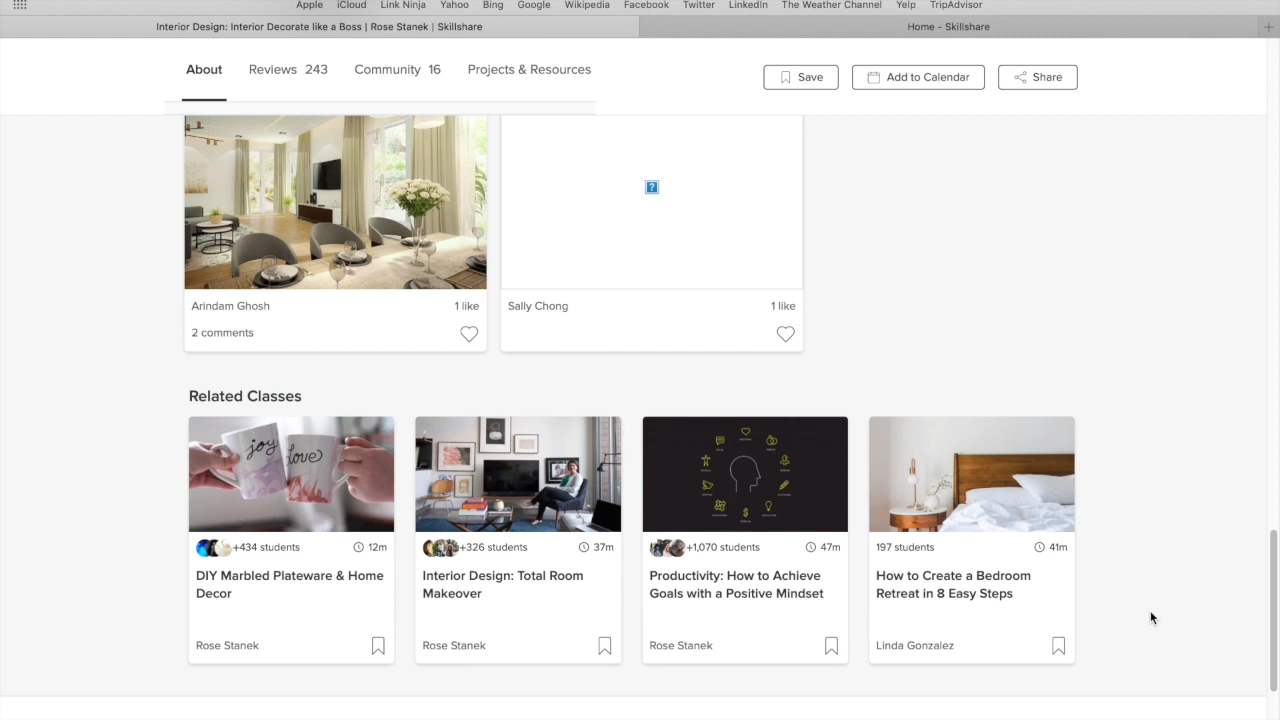 Apple iCloud Link Ninja Yahoo Bing Google Wikipedia Facebook Twitter LinkedIn The Weather Channel Yelp TripAdvisor
Interior Design: Interior Decorate like a Boss | Rose Stanek | Skillshare
Home - Skillshare
About Reviews 243 Community 16 Projects & Resources
Save Add to Calendar Share
Arindam Ghosh 1 like
2 comments
Sally Chong 1 like
Related Classes
joy
love
+434 students 12m
DIY Marbled Plateware & Home
Decor
Rose Stanek
+326 students 37m
Interior Design: Total Room
Makeover
Rose Stanek
+1,070 students 47m
Productivity: How to Achieve
Goals with a Positive Mindset
Rose Stanek
197 students 41m
How to Create a Bedroom
Retreat in 8 Easy Steps
Linda Gonzalez